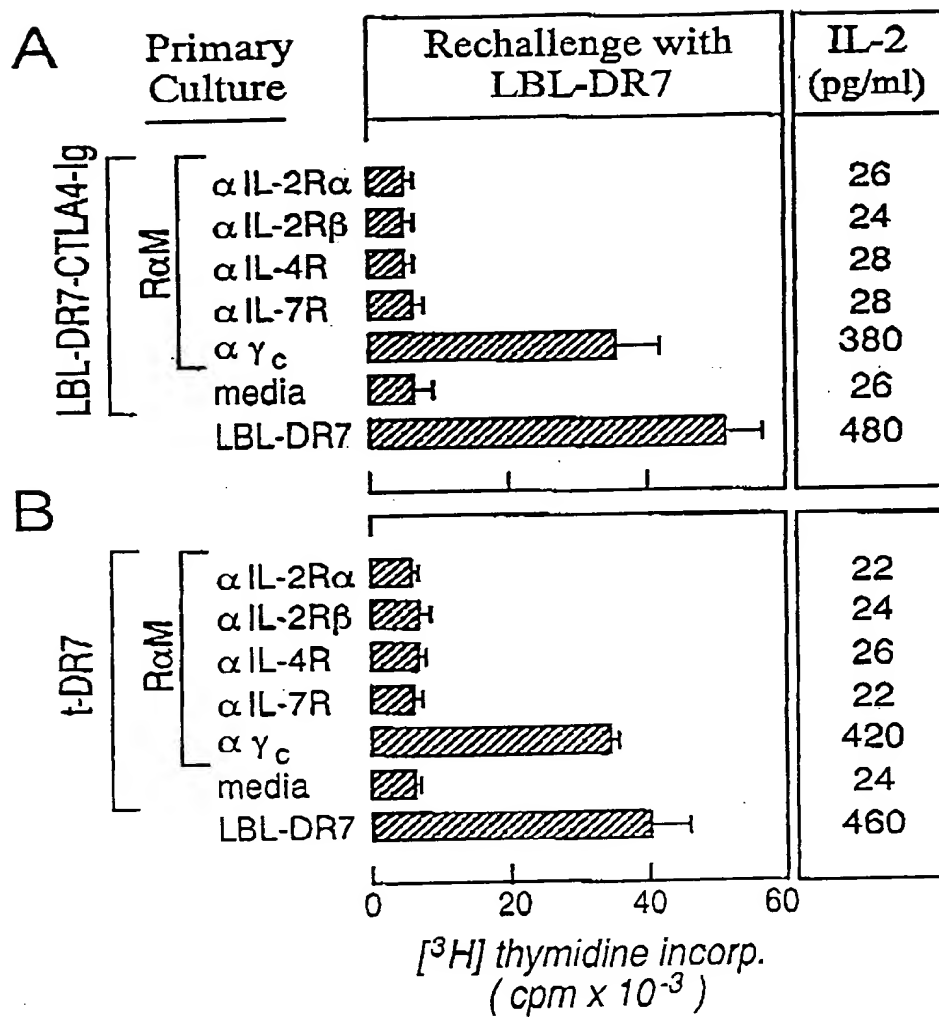 A
Primary
Culture
Rechallenge with
LBL-DR7
IL-2
(pg/ml)
LBL-DR7-CTLA4-Ig
RαM
α IL-2Rα 26
α IL-2Rβ 24
α IL-4R 28
α IL-7R 28
α γc 380
media 26
LBL-DR7 480
B
t-DR7
RαM
α IL-2Rα 22
α IL-2Rβ 24
α IL-4R 26
α IL-7R 22
α γc 420
media 24
LBL-DR7 460
0 20 40 60
[³H] thymidine incorp.
( cpm x 10⁻³ )